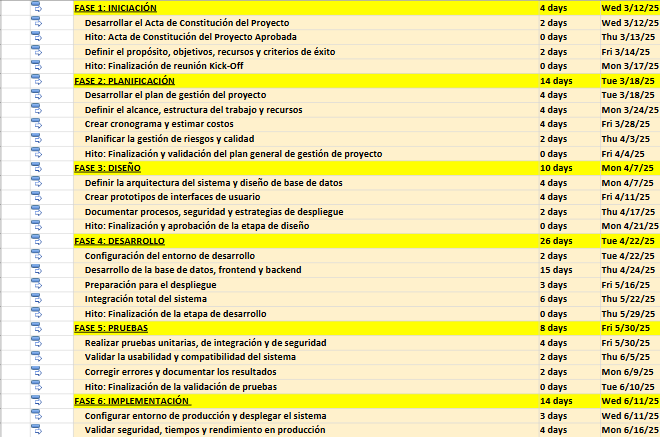 FASE 1: INICIACIÓN 4 days Wed 3/12/25
Desarrollar el Acta de Constitución del Proyecto 2 days Wed 3/12/25
Hito: Acta de Constitución del Proyecto Aprobada 0 days Thu 3/13/25
Definir el propósito, objetivos, recursos y criterios de éxito 2 days Fri 3/14/25
Hito: Finalización de reunión Kick-Off 0 days Mon 3/17/25
FASE 2: PLANIFICACIÓN 14 days Tue 3/18/25
Desarrollar el plan de gestión del proyecto 4 days Tue 3/18/25
Definir el alcance, estructura del trabajo y recursos 4 days Mon 3/24/25
Crear cronograma y estimar costos 4 days Fri 3/28/25
Planificar la gestión de riesgos y calidad 2 days Thu 4/3/25
Hito: Finalización y validación del plan general de gestión de proyecto 0 days Fri 4/4/25
FASE 3: DISEÑO 10 days Mon 4/7/25
Definir la arquitectura del sistema y diseño de base de datos 4 days Mon 4/7/25
Crear prototipos de interfaces de usuario 4 days Fri 4/11/25
Documentar procesos, seguridad y estrategias de despliegue 2 days Thu 4/17/25
Hito: Finalización y aprobación de la etapa de diseño 0 days Mon 4/21/25
FASE 4: DESARROLLO 26 days Tue 4/22/25
Configuración del entorno de desarrollo 2 days Tue 4/22/25
Desarrollo de la base de datos, frontend y backend 15 days Thu 4/24/25
Preparación para el despliegue 3 days Fri 5/16/25
Integración total del sistema 6 days Thu 5/22/25
Hito: Finalización de la etapa de desarrollo 0 days Thu 5/29/25
FASE 5: PRUEBAS 8 days Fri 5/30/25
Realizar pruebas unitarias, de integración y de seguridad 4 days Fri 5/30/25
Validar la usabilidad y compatibilidad del sistema 2 days Thu 6/5/25
Corregir errores y documentar los resultados 2 days Mon 6/9/25
Hito: Finalización de la validación de pruebas 0 days Tue 6/10/25
FASE 6: IMPLEMENTACIÓN 14 days Wed 6/11/25
Configurar entorno de producción y desplegar el sistema 3 days Wed 6/11/25
Validar seguridad, tiempos y rendimiento en producción 4 days Mon 6/16/25